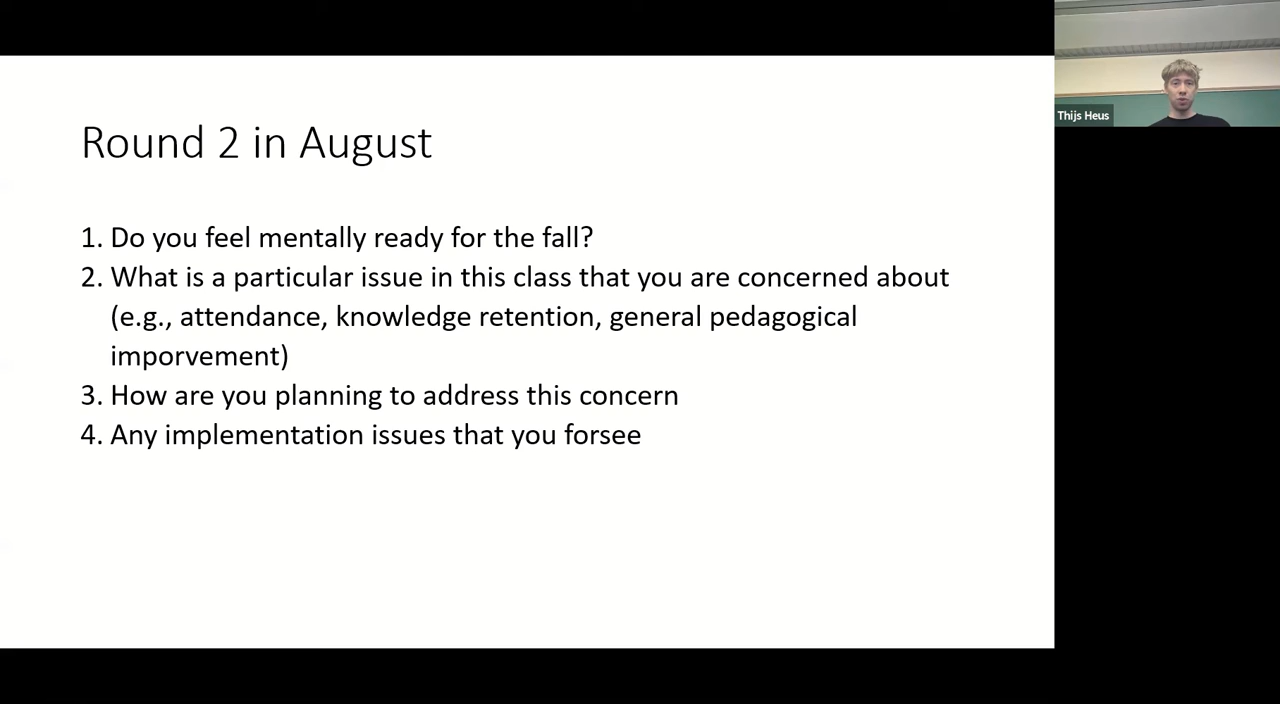 Round 2 in August
1. Do you feel mentally ready for the fall?
2. What is a particular issue in this class that you are concerned about
(e.g., attendance, knowledge retention, general pedagogical
imporvement)
3. How are you planning to address this concern
4. Any implementation issues that you forsee
Thijs Heus